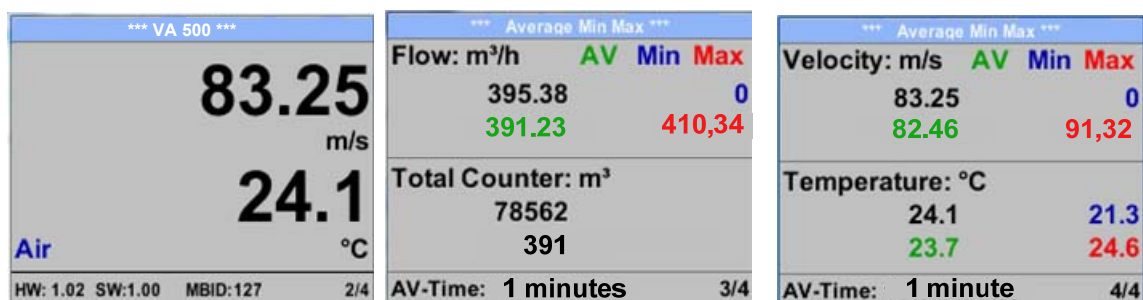 *** VA 500 ***
83.25
m/s
24.1
Air °C
HW: 1.02 SW:1.00 MBID:127 2/4
*** Average Min Max ***
Flow: m³/h AV Min Max
395.38 0
391.23 410,34
Total Counter: m³
78562
391
AV-Time: 1 minutes 3/4
*** Average Min Max ***
Velocity: m/s AV Min Max
83.25 0
82.46 91,32
Temperature: °C
24.1 21.3
23.7 24.6
AV-Time: 1 minute 4/4